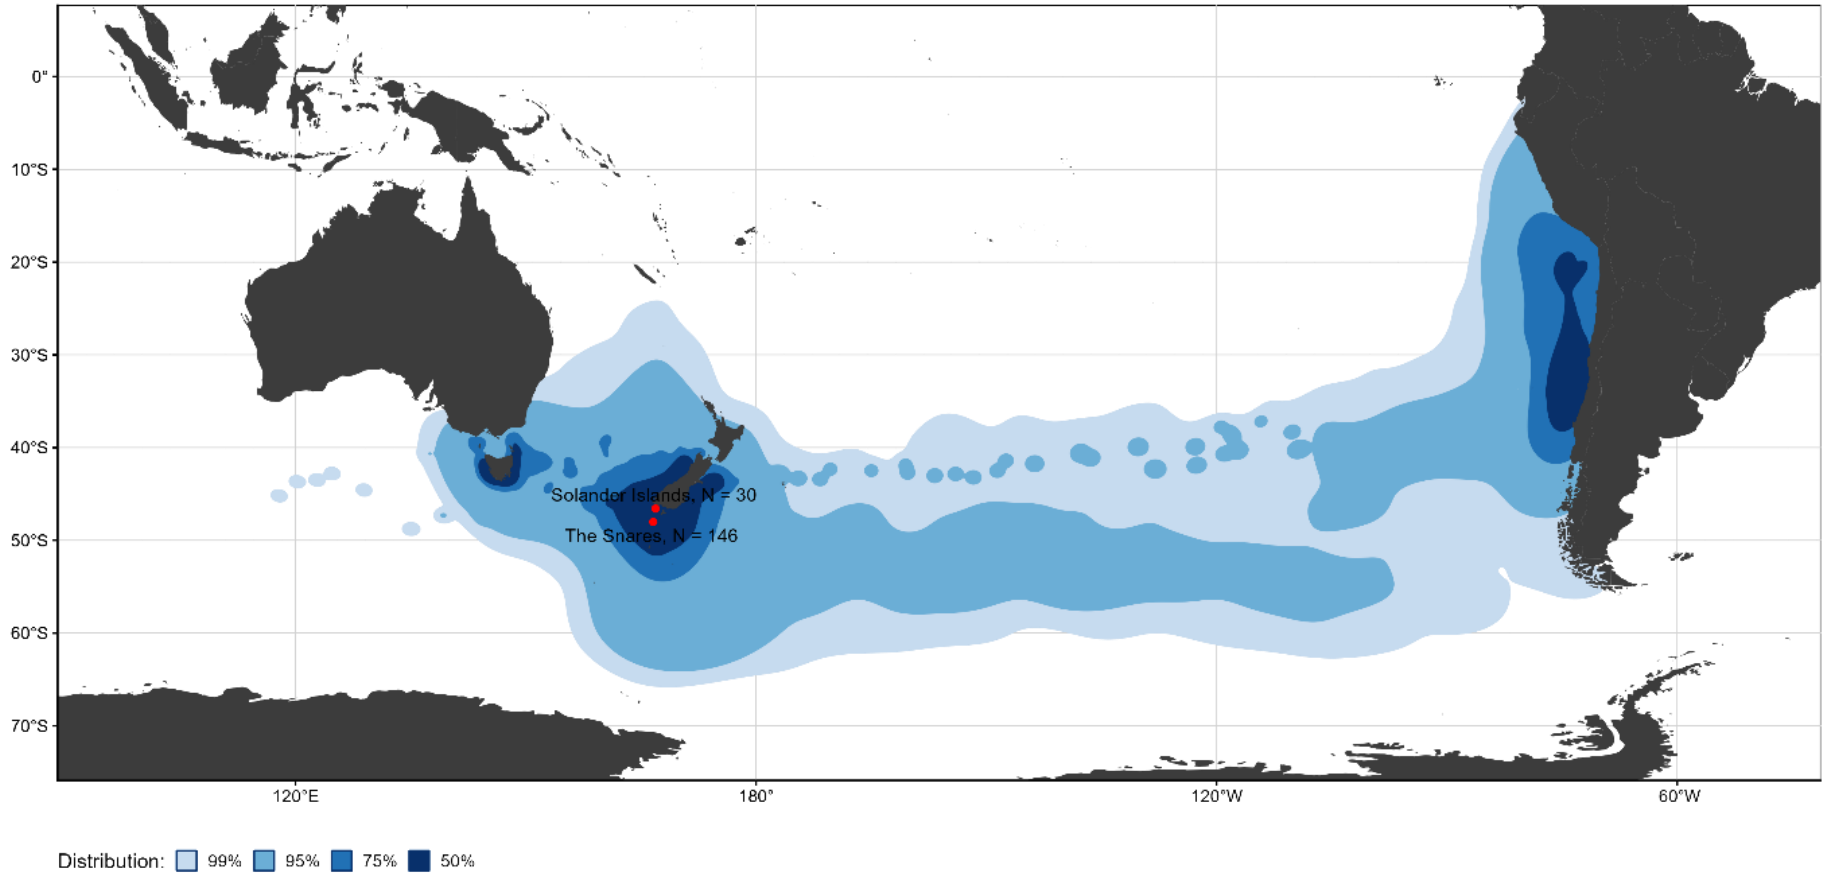 0°
10°S
20°S
30°S
40°S
Solander Islands, N = 30
50°S
The Snares, N = 146
60°S
70°S
120°E 180° 120°W 60°W
Distribution: 99% 95% 75% 50%